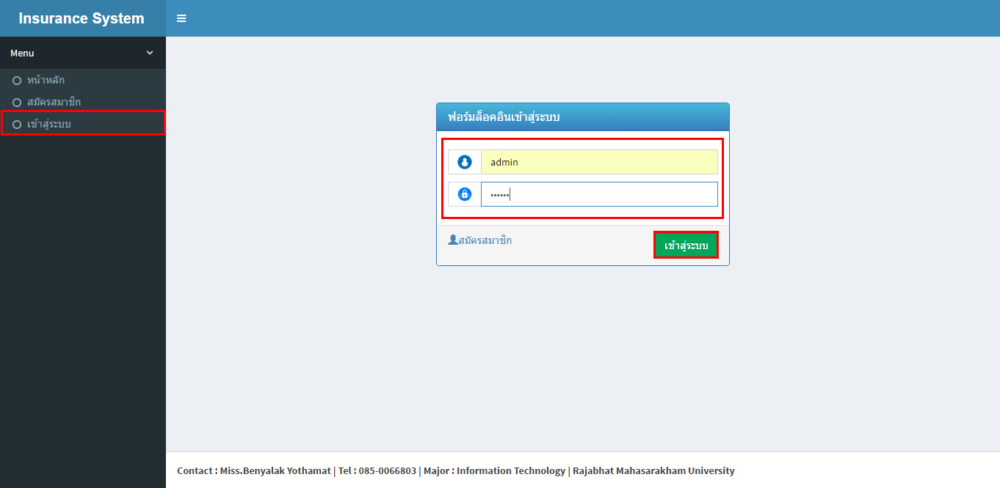 Insurance System
Menu
หน้าหลัก
สมัครสมาชิก
เข้าสู่ระบบ
ฟอร์มล็อคอินเข้าสู่ระบบ
admin
••••••
สมัครสมาชิก
เข้าสู่ระบบ
Contact : Miss.Benyalak Yothamat | Tel : 085-0066803 | Major : Information Technology | Rajabhat Mahasarakham University